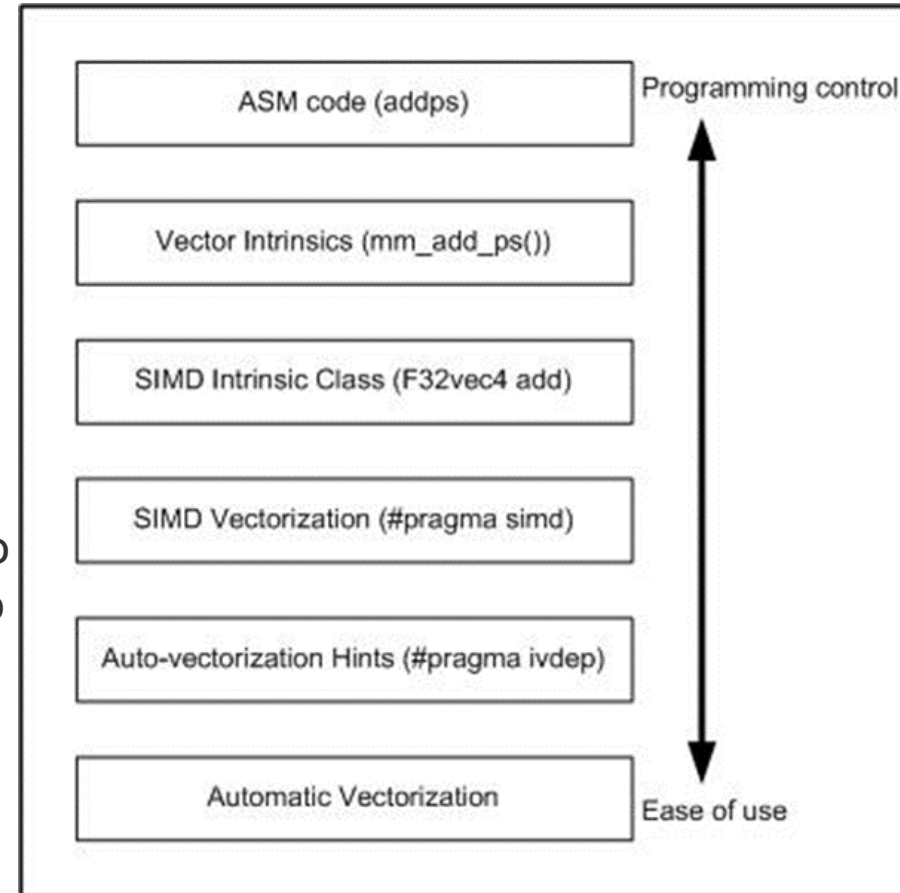 ASM code (addps)
Programming control
Vector Intrinsics (mm_add_ps())
SIMD Intrinsic Class (F32vec4 add)
SIMD Vectorization (#pragma simd)
Auto-vectorization Hints (#pragma ivdep)
Automatic Vectorization
Ease of use